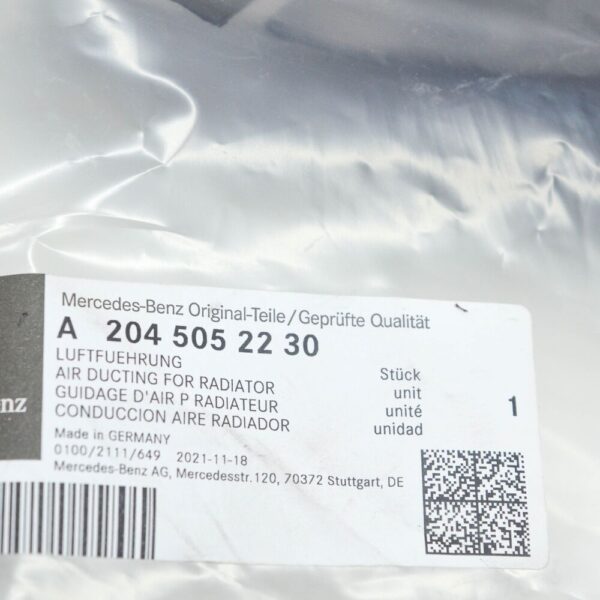 Mercedes-Benz Original-Teile/Geprüfte Qualität
A 204 505 22 30
LUFTFUEHRUNG
AIR DUCTING FOR RADIATOR
GUIDAGE D'AIR P RADIATEUR
CONDUCCION AIRE RADIADOR
Stück
unit
unité
unidad
1
nz
Made in GERMANY
0100/2111/649 2021-11-18
Mercedes-Benz AG, Mercedesstr.120, 70372 Stuttgart, DE